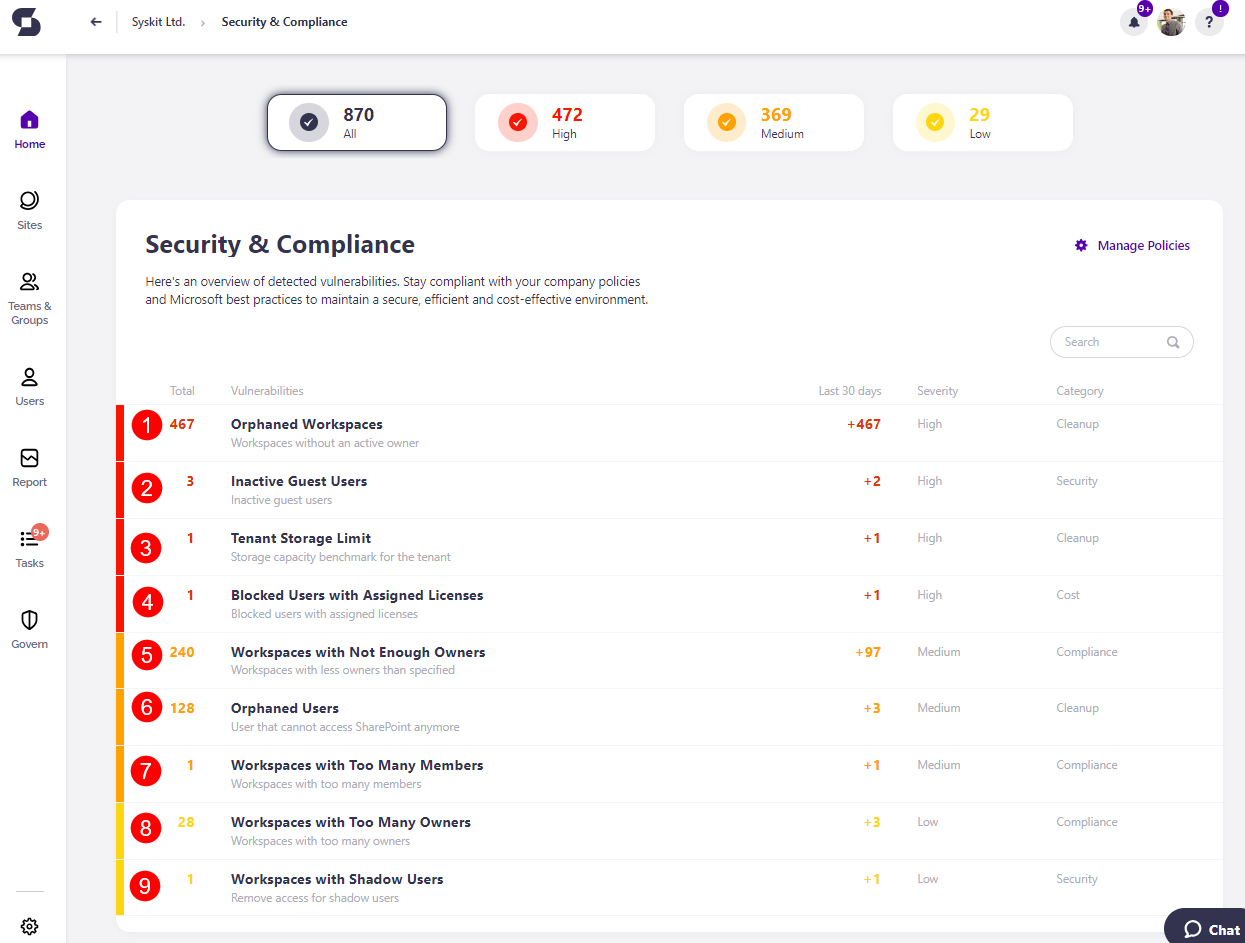 Syskit Ltd. > Security & Compliance
9+
!
?
870
All
472
High
369
Medium
29
Low
Home
Sites
Teams &
Groups
Users
Report
9+
Tasks
Govern
Security & Compliance
Manage Policies
Here's an overview of detected vulnerabilities. Stay compliant with your company policies
and Microsoft best practices to maintain a secure, efficient and cost-effective environment.
Search
Total Vulnerabilities Last 30 days Severity Category
1 467 Orphaned Workspaces +467 High Cleanup
Workspaces without an active owner
2 3 Inactive Guest Users +2 High Security
Inactive guest users
3 1 Tenant Storage Limit +1 High Cleanup
Storage capacity benchmark for the tenant
4 1 Blocked Users with Assigned Licenses +1 High Cost
Blocked users with assigned licenses
5 240 Workspaces with Not Enough Owners +97 Medium Compliance
Workspaces with less owners than specified
6 128 Orphaned Users +3 Medium Cleanup
User that cannot access SharePoint anymore
7 1 Workspaces with Too Many Members +1 Medium Compliance
Workspaces with too many members
8 28 Workspaces with Too Many Owners +3 Low Compliance
Workspaces with too many owners
9 1 Workspaces with Shadow Users +1 Low Security
Remove access for shadow users
Chat